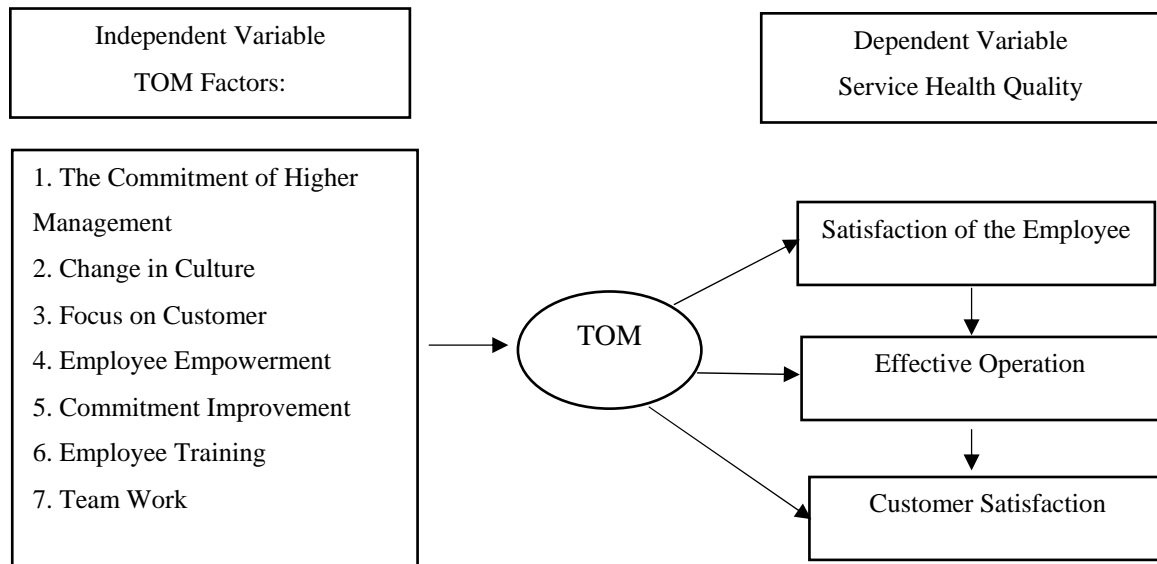 Independent Variable
TOM Factors:
Dependent Variable
Service Health Quality
1. The Commitment of Higher
Management
2. Change in Culture
3. Focus on Customer
4. Employee Empowerment
5. Commitment Improvement
6. Employee Training
7. Team Work
TOM
Satisfaction of the Employee
Effective Operation
Customer Satisfaction